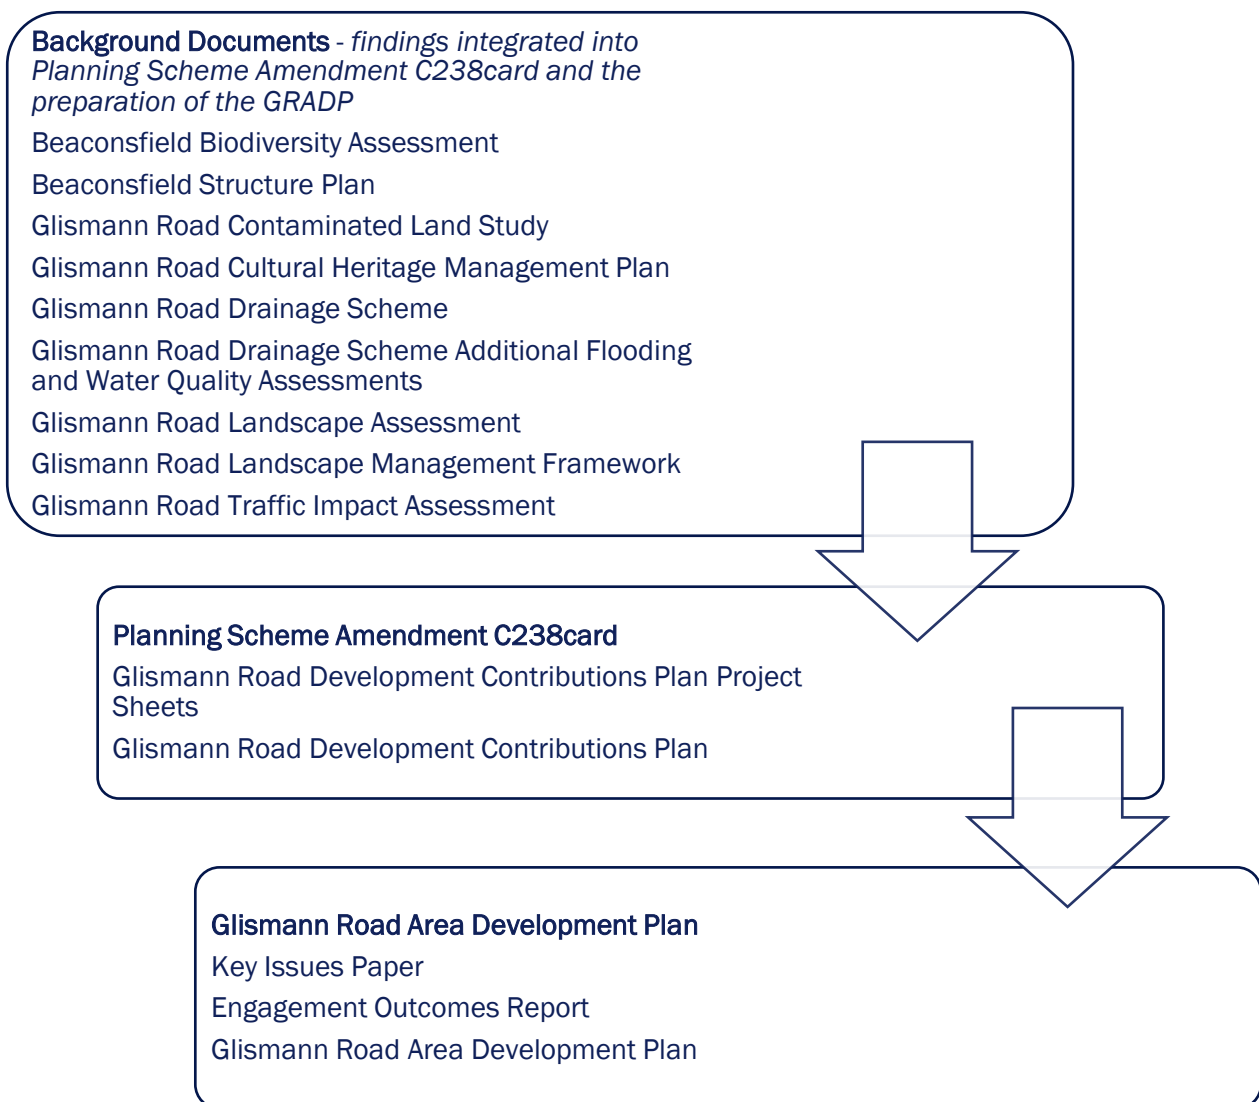 Background Documents - findings integrated into
Planning Scheme Amendment C238card and the
preparation of the GRADP
Beaconsfield Biodiversity Assessment
Beaconsfield Structure Plan
Glismann Road Contaminated Land Study
Glismann Road Cultural Heritage Management Plan
Glismann Road Drainage Scheme
Glismann Road Drainage Scheme Additional Flooding
and Water Quality Assessments
Glismann Road Landscape Assessment
Glismann Road Landscape Management Framework
Glismann Road Traffic Impact Assessment
Planning Scheme Amendment C238card
Glismann Road Development Contributions Plan Project
Sheets
Glismann Road Development Contributions Plan
Glismann Road Area Development Plan
Key Issues Paper
Engagement Outcomes Report
Glismann Road Area Development Plan